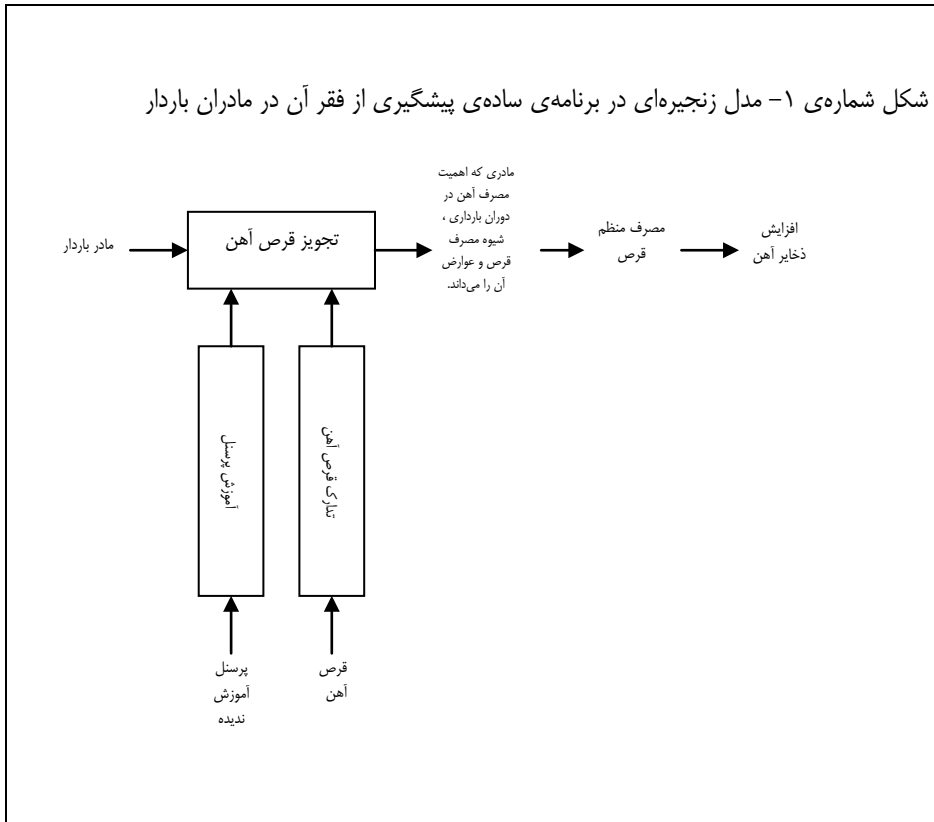 شکل شماره‌ی ۱- مدل زنجیره‌ای در برنامه‌ی ساده‌ی پیشگیری از فقر آن در مادران باردار
مادر باردار
تجویز قرص آهن
مادری که اهمیت
مصرف آهن در
دوران بارداری ،
شیوه مصرف
قرص و عوارض
آن را می‌داند.
مصرف منظم
قرص
افزایش
ذخایر آهن
آموزش پرسنل
تدارک قرص آهن
پرسنل
آموزش
ندیده
قرص
آهن